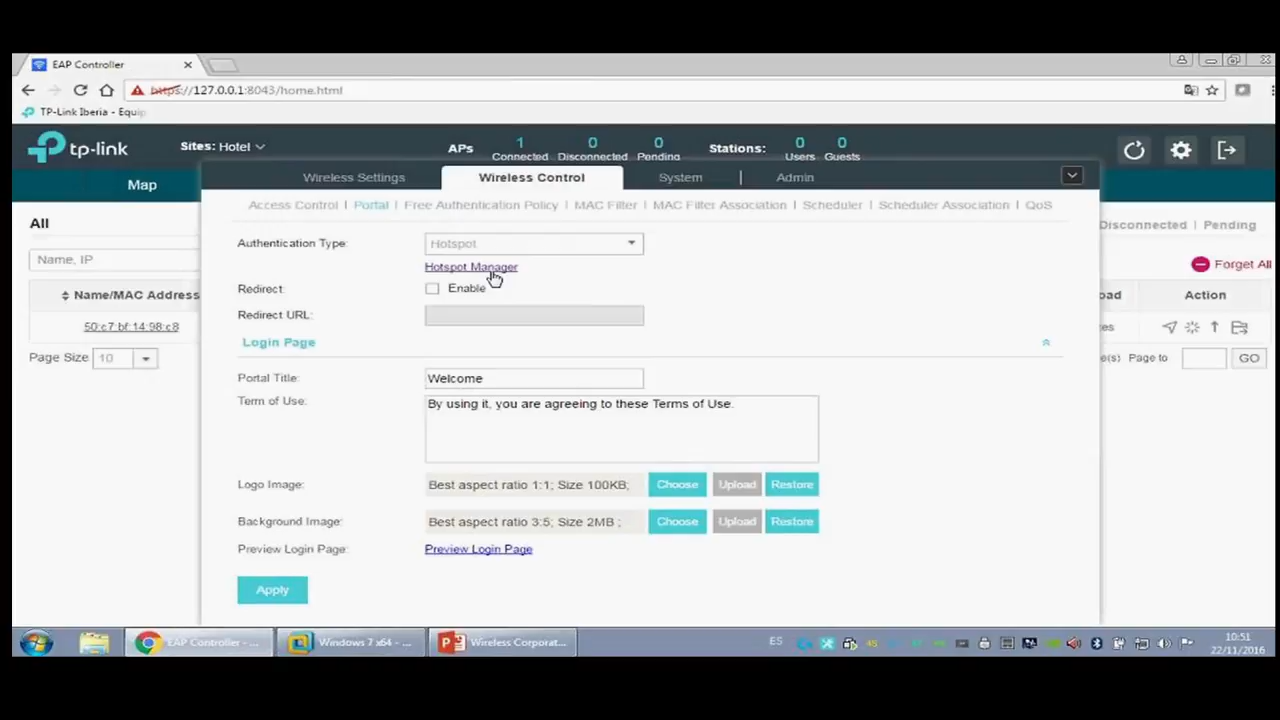 EAP Controller
https://127.0.0.1:8043/home.html
TP-Link Iberia - Equip
tp-link
Sites: Hotel
APs
1
Connected
0
Disconnected
0
Pending
Stations:
0
Users
0
Guests
Map
Wireless Settings
Wireless Control
System
|
Admin
Access Control | Portal | Free Authentication Policy | MAC Filter | MAC Filter Association | Scheduler | Scheduler Association | QoS
All
Disconnected | Pending
Name, IP
Forget All
Name/MAC Address
Action
50:c7:bf:14:98:c8
Page Size
10
Page to
GO
Authentication Type:
Hotspot
Hotspot Manager
Redirect:
Enable
Redirect URL:
Login Page
Portal Title:
Welcome
Term of Use:
By using it, you are agreeing to these Terms of Use.
Logo Image:
Best aspect ratio 1:1; Size 100KB;
Choose
Upload
Restore
Background Image:
Best aspect ratio 3:5; Size 2MB ;
Choose
Upload
Restore
Preview Login Page:
Preview Login Page
Apply
EAP Controller - ...
Windows 7 x64 - ...
Wireless Corporat...
ES
10:51
22/11/2016